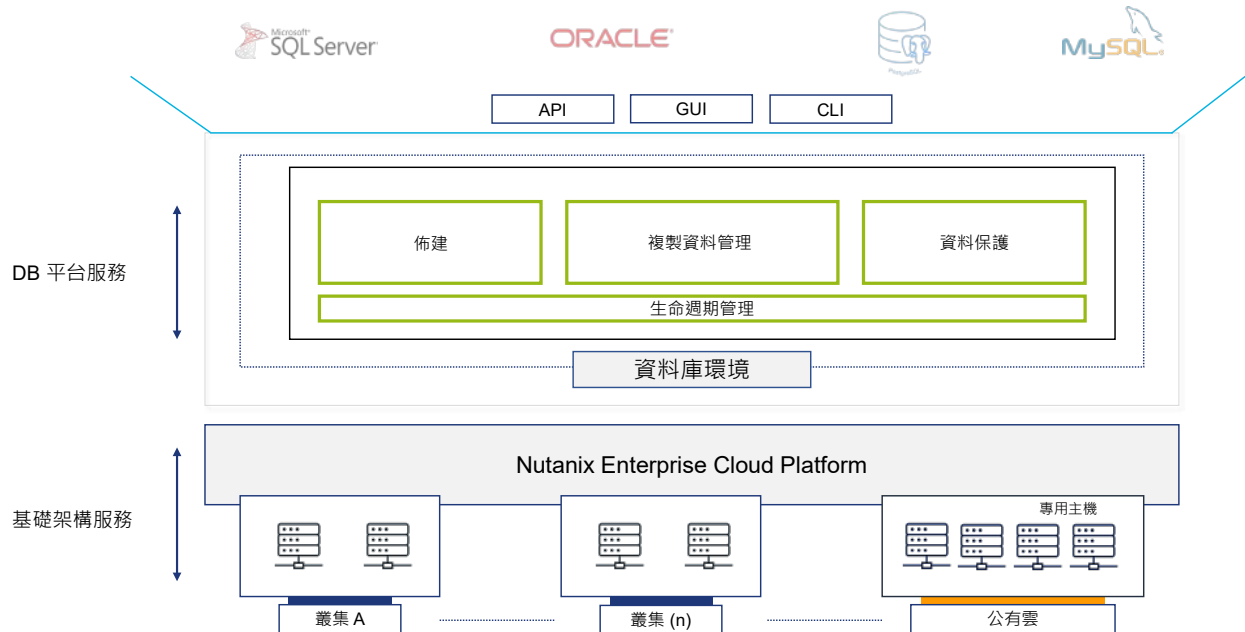 Microsoft
SQL Server
ORACLE
PostgreSQL
MySQL
API
GUI
CLI
DB 平台服務
佈建
複製資料管理
資料保護
生命週期管理
資料庫環境
基礎架構服務
Nutanix Enterprise Cloud Platform
專用主機
叢集 A
叢集 (n)
公有雲